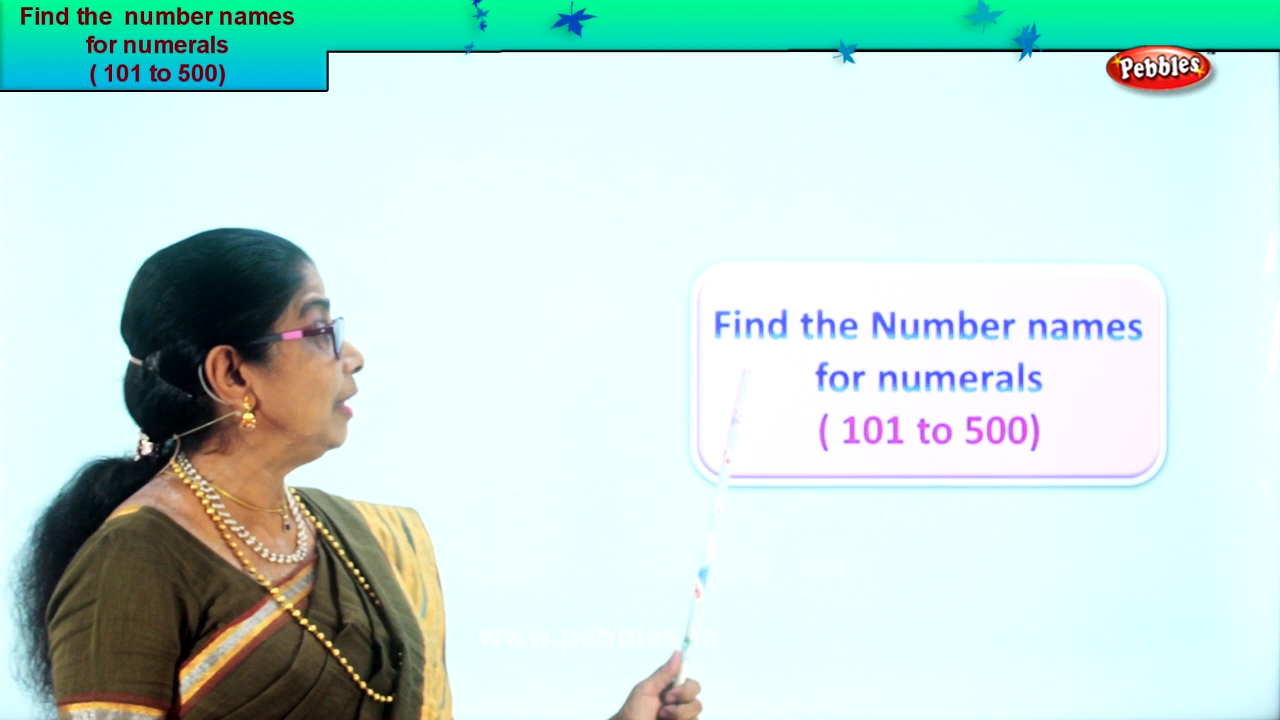 Find the number names
for numerals
( 101 to 500)
Pebbles
Find the Number names
for numerals
( 101 to 500)
www.pebbles.in